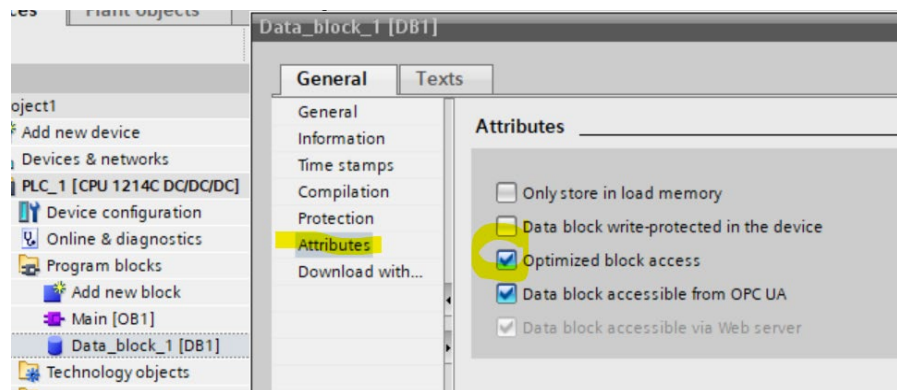 ces
Plant objects
Data_block_1 [DB1]
General
Texts
oject1
Add new device
Devices & networks
PLC_1 [CPU 1214C DC/DC/DC]
Device configuration
Online & diagnostics
Program blocks
Add new block
Main [OB1]
Data_block_1 [DB1]
Technology objects
General
Information
Time stamps
Compilation
Protection
Attributes
Download with...
Attributes
Only store in load memory
Data block write-protected in the device
Optimized block access
Data block accessible from OPC UA
Data block accessible via Web server